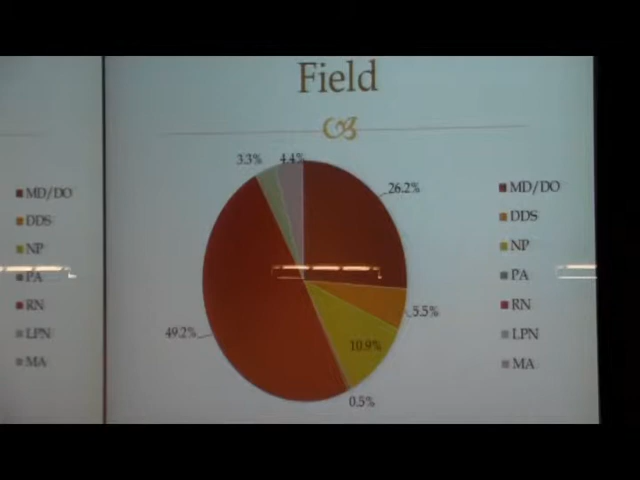 Field
3.3%
4.4%
26.2%
5.5%
10.9%
0.5%
49.2%
MD/DO
DDS
NP
PA
RN
LPN
MA
MD/DO
DDS
NP
PA
RN
LPN
MA